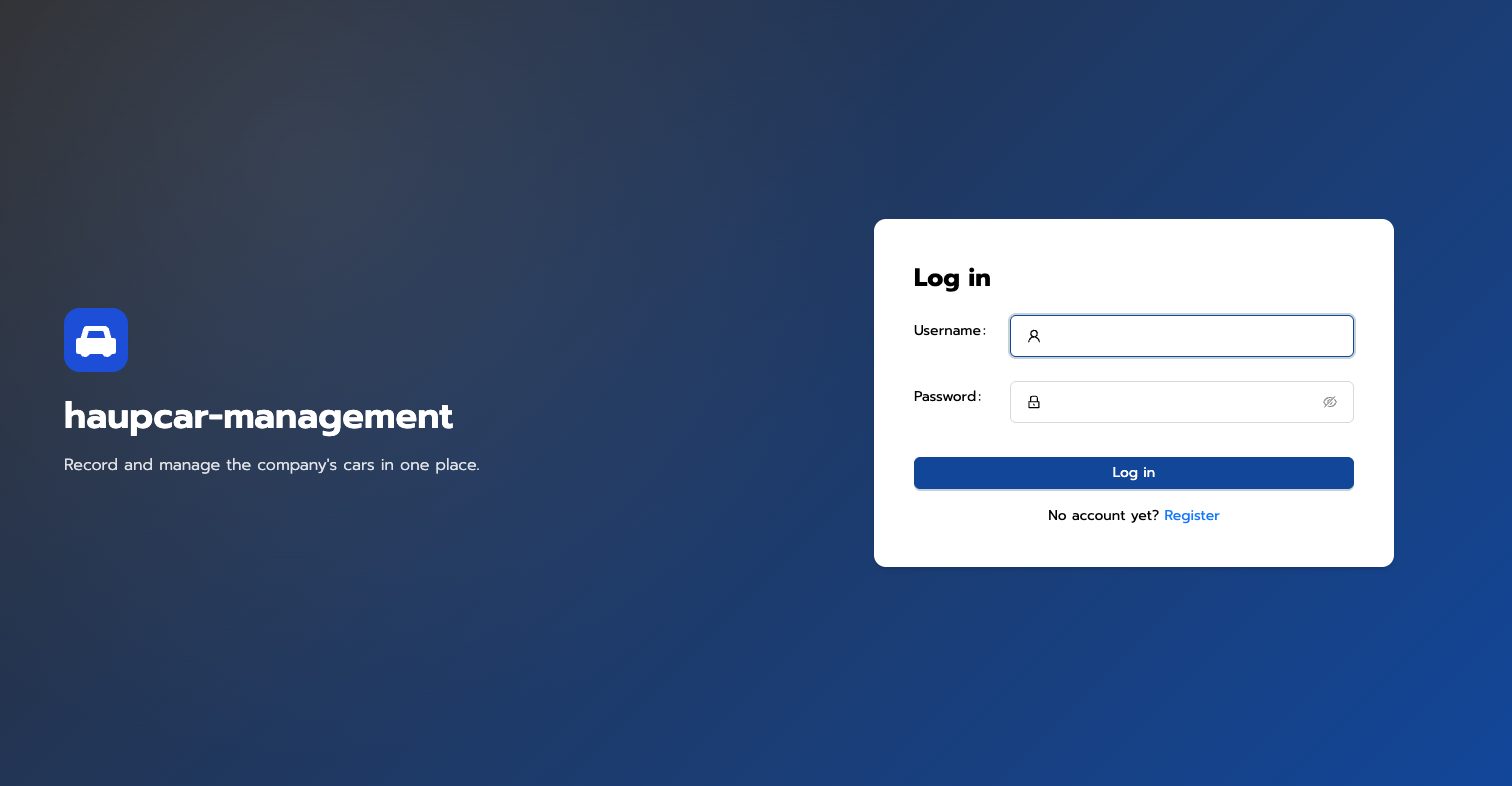 haupcar-management
Record and manage the company's cars in one place.
Log in
Username:
Password:
Log in
No account yet? Register